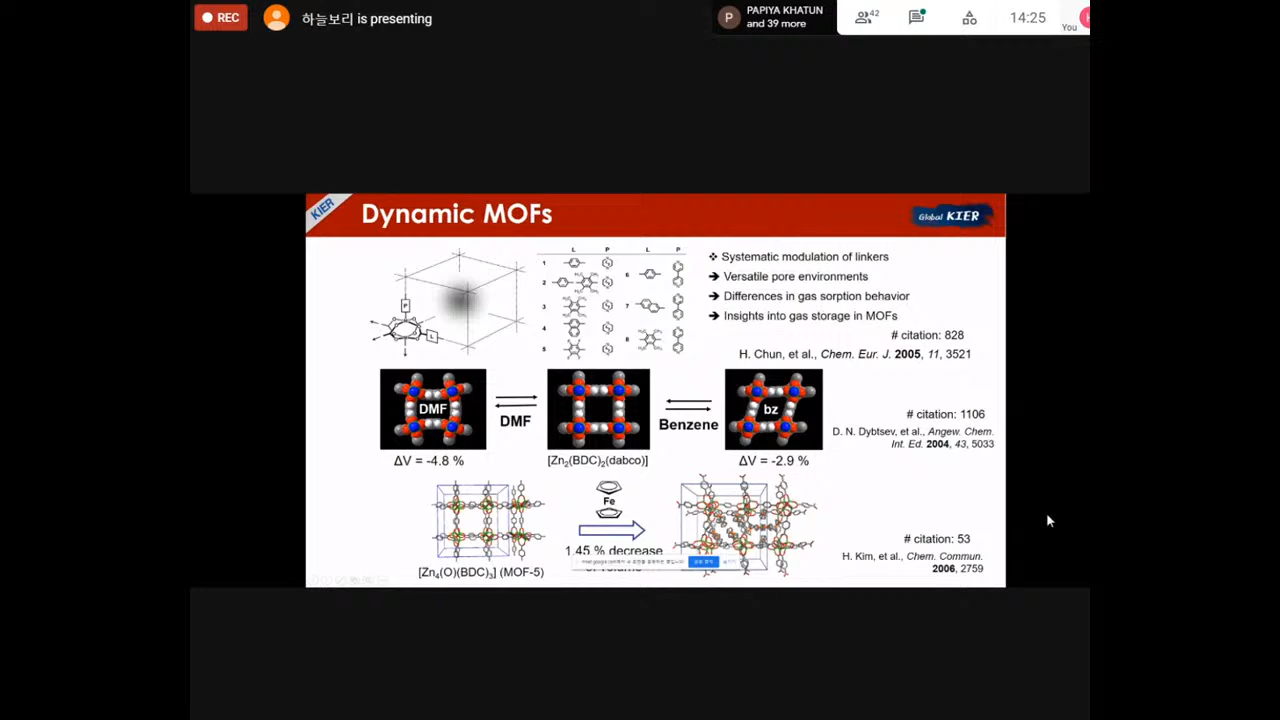 REC
하늘보리 is presenting
P
PAPIYA KHATUN
and 39 more
42
14:25
You
KIER
Dynamic MOFs
Global KIER
L P L P
1
2
3
4
5
6
7
8
P
L
❖ Systematic modulation of linkers
➔ Versatile pore environments
➔ Differences in gas sorption behavior
➔ Insights into gas storage in MOFs
# citation: 828
H. Chun, et al., Chem. Eur. J. 2005, 11, 3521
DMF
DMF
Benzene
bz
# citation: 1106
D. N. Dybtsev, et al., Angew. Chem.
Int. Ed. 2004, 43, 5033
ΔV = -4.8 %
[Zn₂(BDC)₂(dabco)]
ΔV = -2.9 %
Fe
1.45 % decrease
[Zn₄(O)(BDC)₃] (MOF-5)
# citation: 53
H. Kim, et al., Chem. Commun.
2006, 2759